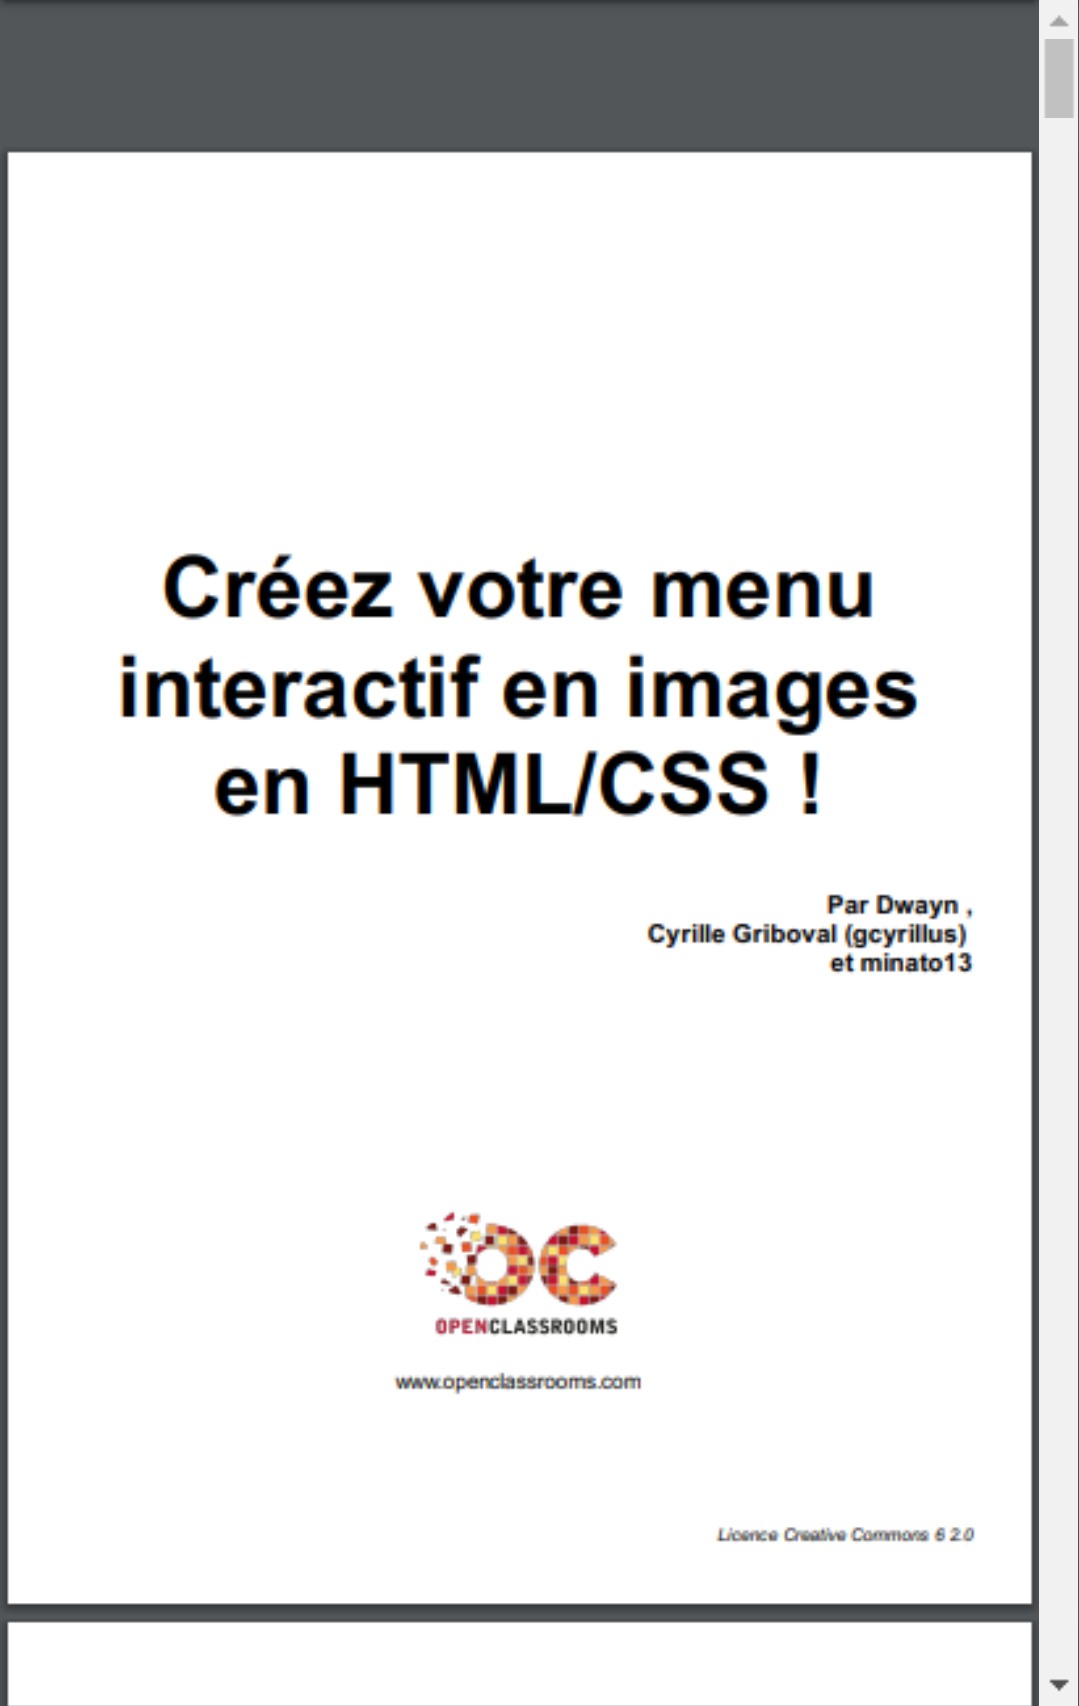 Créez votre menu
interactif en images
en HTML/CSS !
Par Dwayn ,
Cyrille Griboval (gcyrillus)
et minato13
OC
OPENCLASSROOMS
www.openclassrooms.com
Licence Creative Commons 6 2.0